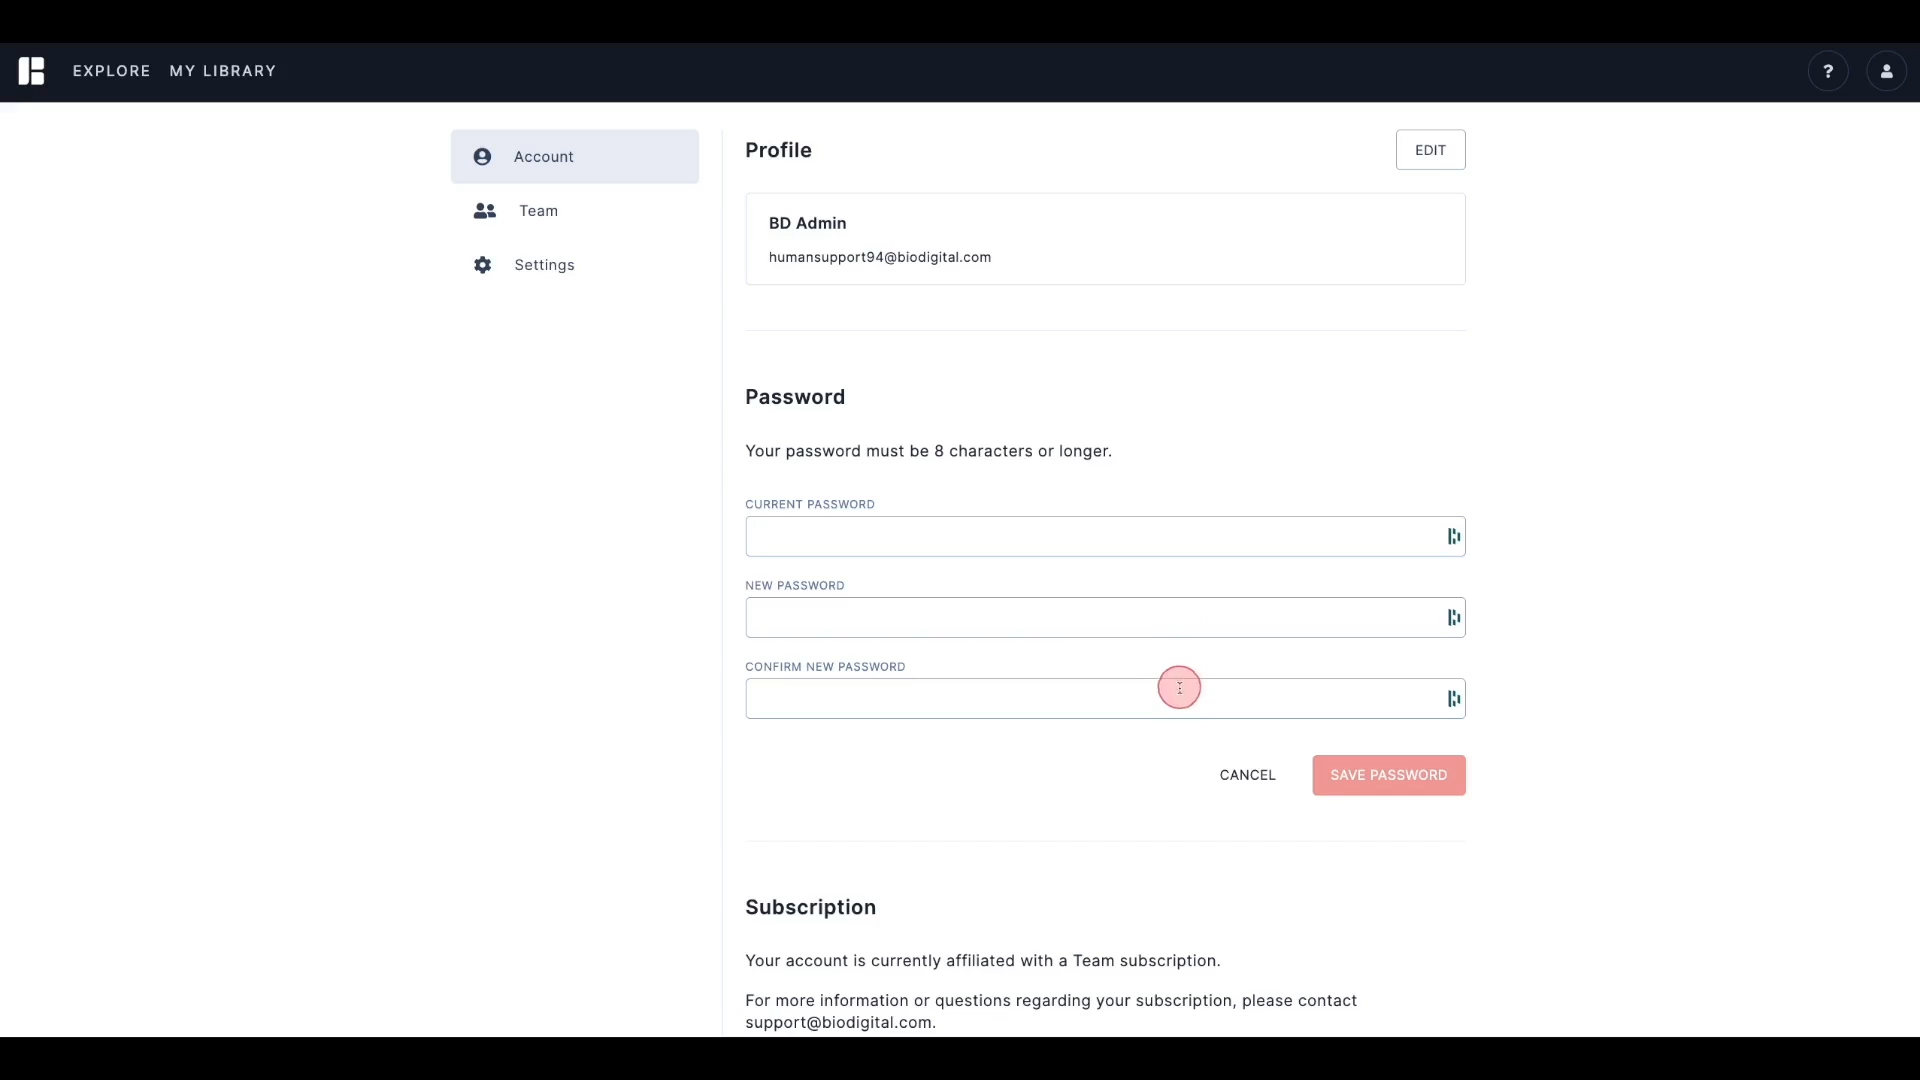 EXPLORE MY LIBRARY ?
Account
Team
Settings
Profile
EDIT
BD Admin
humansupport94@biodigital.com
Password
Your password must be 8 characters or longer.
CURRENT PASSWORD
NEW PASSWORD
CONFIRM NEW PASSWORD
CANCEL SAVE PASSWORD
Subscription
Your account is currently affiliated with a Team subscription.
For more information or questions regarding your subscription, please contact
support@biodigital.com.